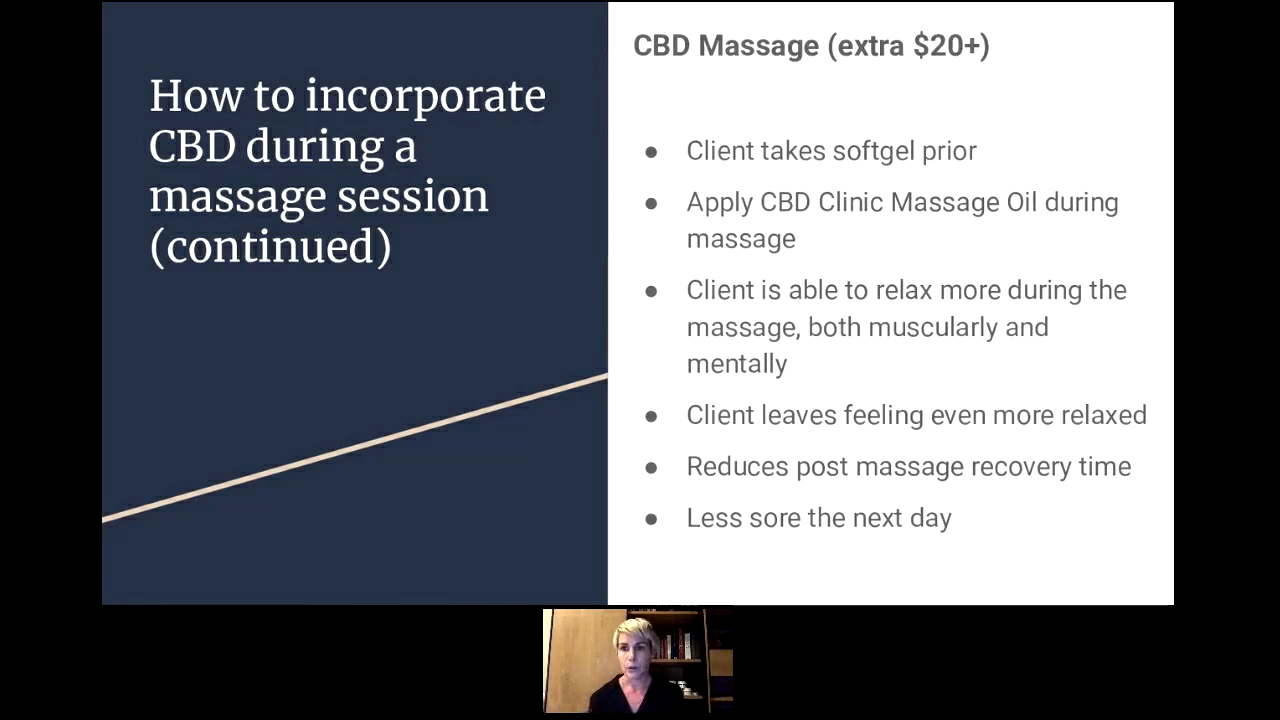 How to incorporate
CBD during a
massage session
(continued)
CBD Massage (extra $20+)
● Client takes softgel prior
● Apply CBD Clinic Massage Oil during
massage
● Client is able to relax more during the
massage, both muscularly and
mentally
● Client leaves feeling even more relaxed
● Reduces post massage recovery time
● Less sore the next day